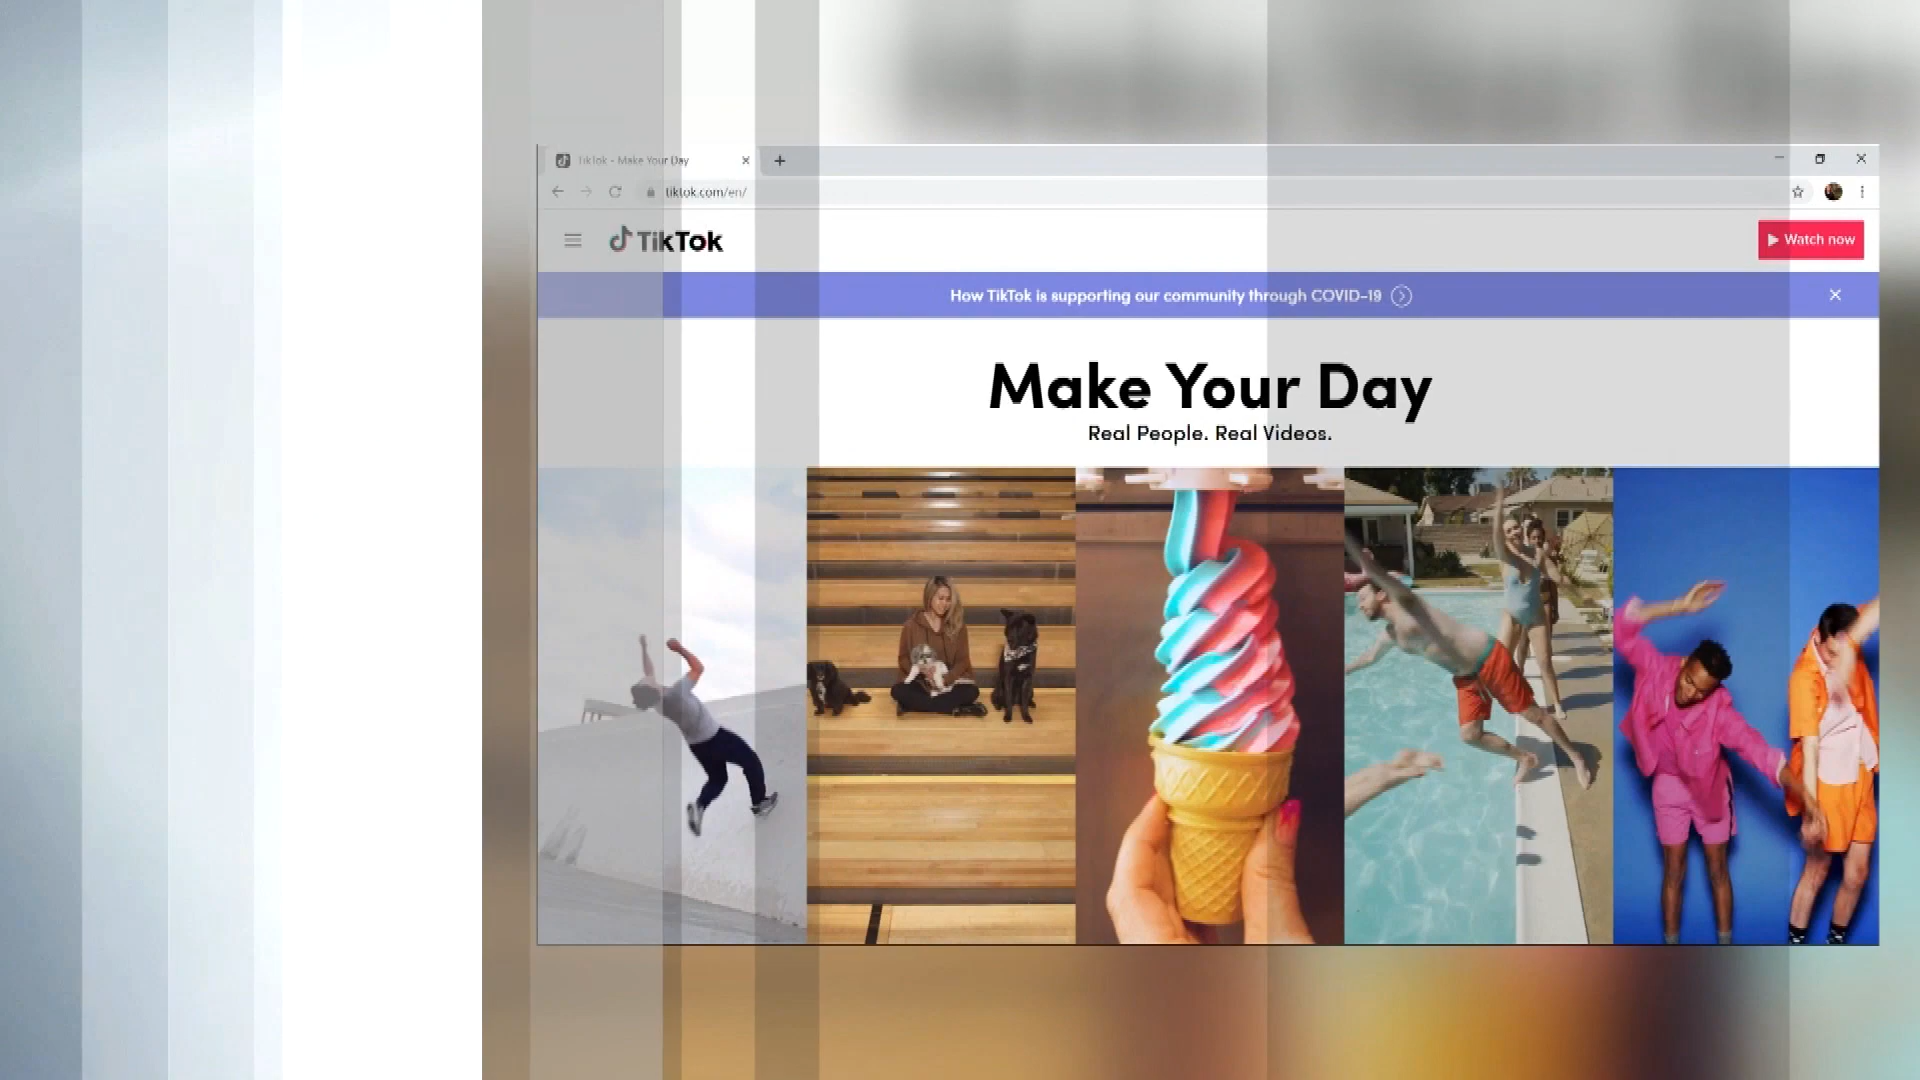 TikTok - Make Your Day
tiktok.com/en/
TikTok
Watch now
How TikTok is supporting our community through COVID-19
Make Your Day
Real People. Real Videos.